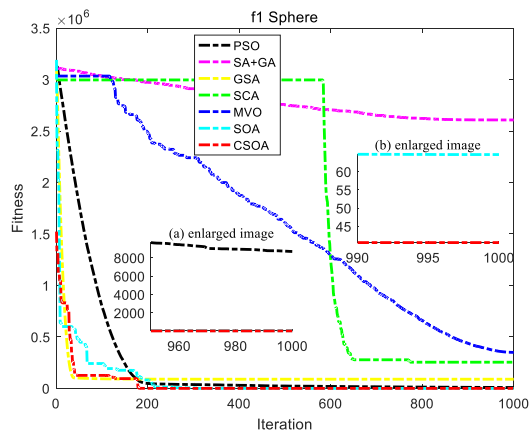 f1 Sphere
×10^6
3.5
3
2.5
2
1.5
1
0.5
0
Fitness
PSO
SA+GA
GSA
SCA
MVO
SOA
CSOA
(b) enlarged image
60
55
50
45
990 995 1000
(a) enlarged image
8000
6000
4000
2000
960 980 1000
0 200 400 600 800 1000
Iteration